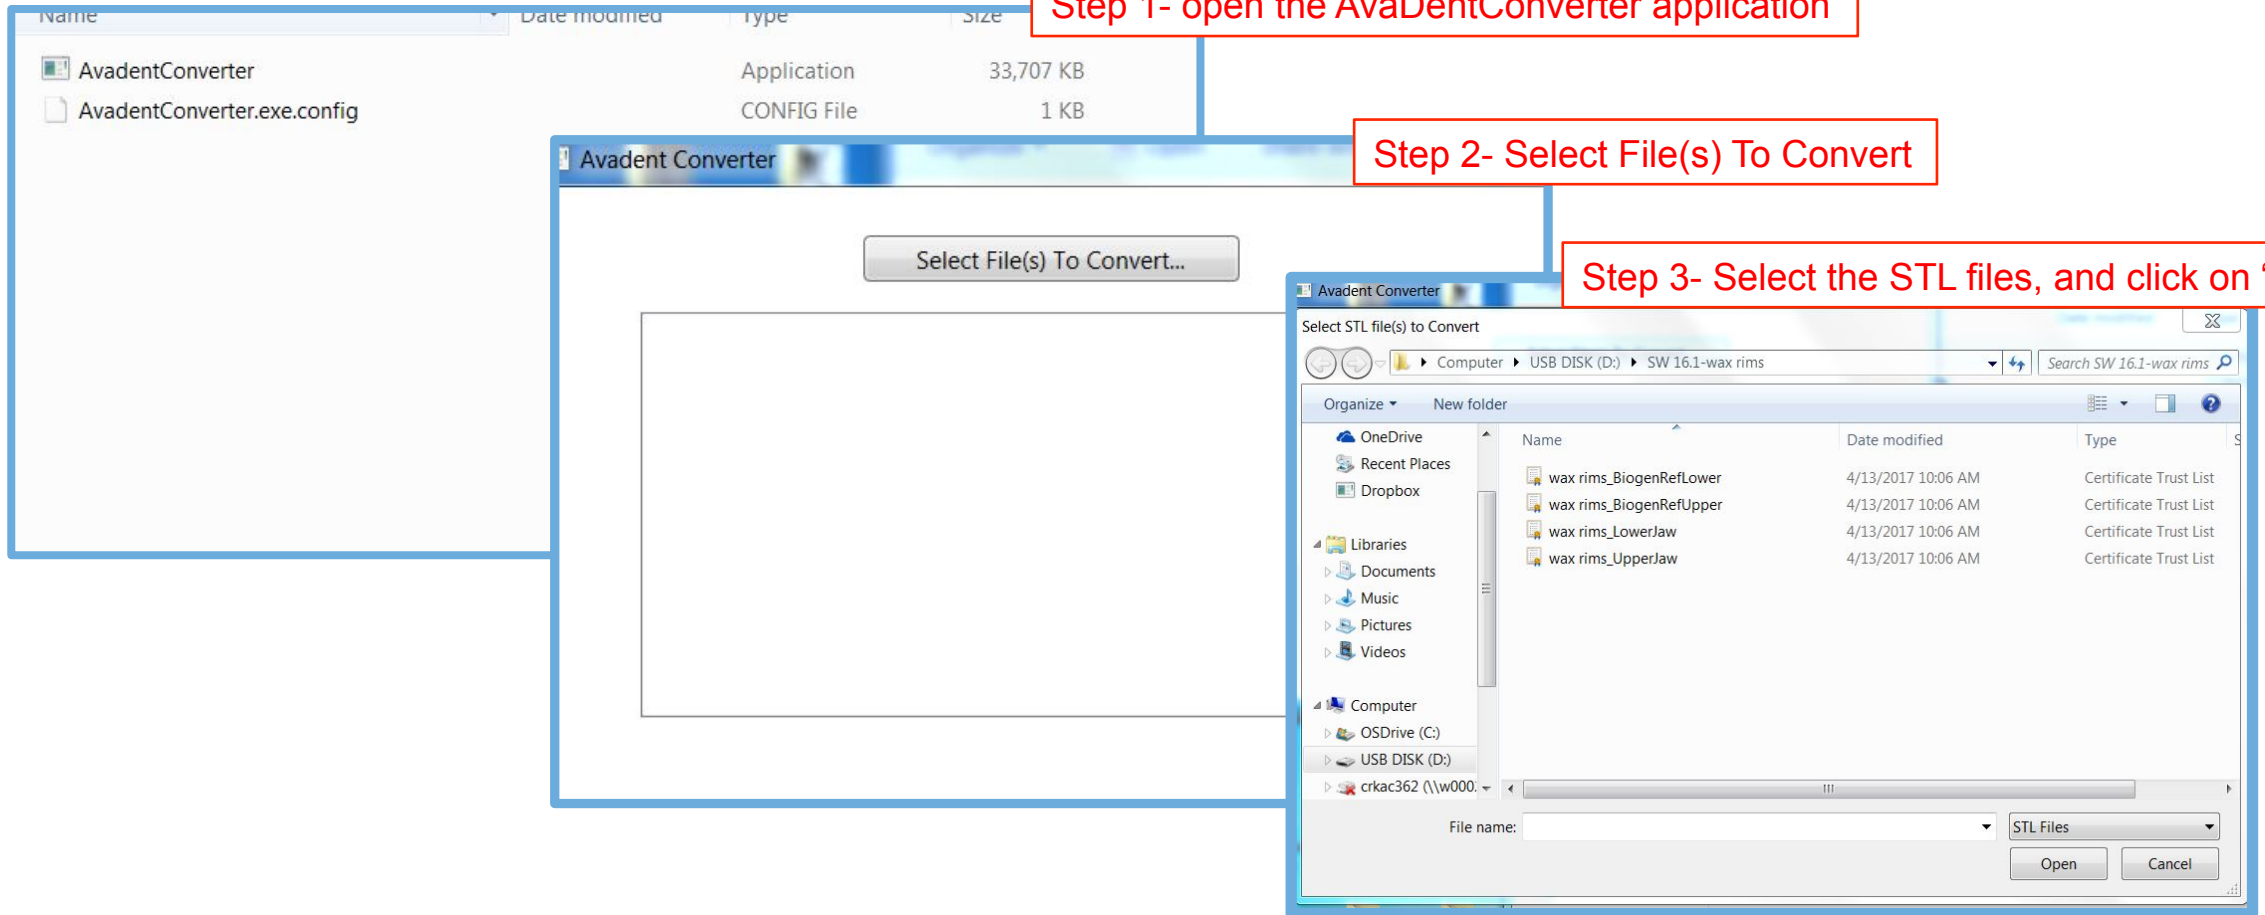 Name Date modified Type Size
Step 1- open the AvaDentConverter application
AvadentConverter Application 33,707 KB
AvadentConverter.exe.config CONFIG File 1 KB
Step 2- Select File(s) To Convert
Avadent Converter
Select File(s) To Convert...
Step 3- Select the STL files, and click on “
Avadent Converter
Select STL file(s) to Convert
Computer USB DISK (D:) SW 16.1-wax rims
Search SW 16.1-wax rims
Organize New folder
Name Date modified Type S
OneDrive
Recent Places
Dropbox
Libraries
Documents
Music
Pictures
Videos
Computer
OSDrive (C:)
USB DISK (D:)
crkac362 (\\w000
wax rims_BiogenRefLower 4/13/2017 10:06 AM Certificate Trust List
wax rims_BiogenRefUpper 4/13/2017 10:06 AM Certificate Trust List
wax rims_LowerJaw 4/13/2017 10:06 AM Certificate Trust List
wax rims_UpperJaw 4/13/2017 10:06 AM Certificate Trust List
File name:
STL Files
Open Cancel